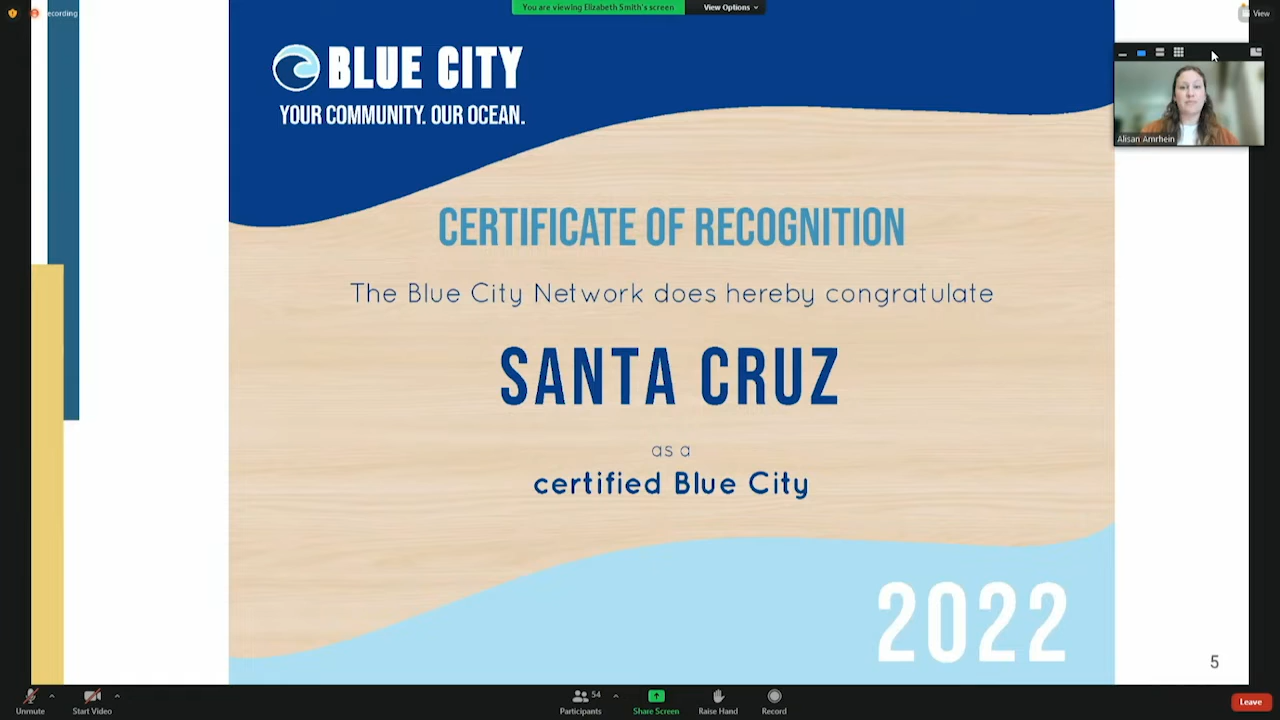 ecording
You are viewing Elizabeth Smith's screen
View Options
View
BLUE CITY
YOUR COMMUNITY. OUR OCEAN.
Alisan Amrhein
CERTIFICATE OF RECOGNITION
The Blue City Network does hereby congratulate
SANTA CRUZ
as a
certified Blue City
2022
5
Unmute
Start Video
54
Participants
Share Screen
Raise Hand
Record
Leave